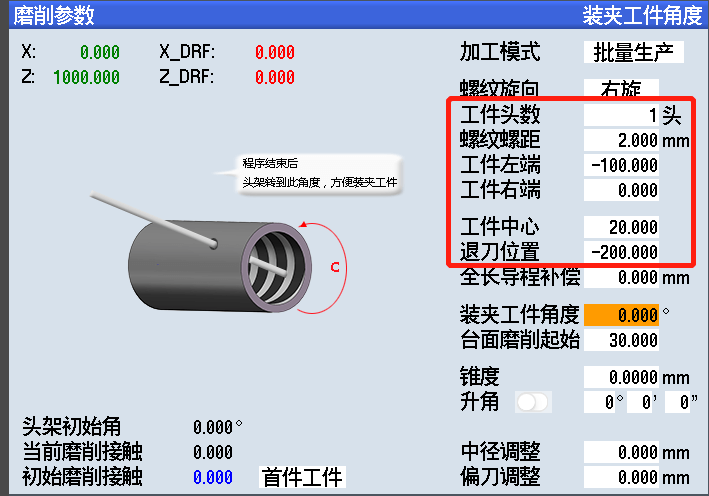 磨削参数 装夹工件角度
X: 0.000 X_DRF: 0.000
Z: 1000.000 Z_DRF: 0.000
加工模式 批量生产
螺纹旋向 右旋
工件头数 1 头
螺纹螺距 2.000 mm
工件左端 -100.000
工件右端 0.000
工件中心 20.000
退刀位置 -200.000
全长导程补偿 0.000 mm
装夹工件角度 0.000 °
台面磨削起始 30.000
锥度 0.0000 mm
升角 0° 0' 0"
中径调整 0.000 mm
偏刀调整 0.000 mm
程序结束后
头架转到此角度，方便装夹工件
C
头架初始角 0.000°
当前磨削接触 0.000
初始磨削接触 0.000 首件工件